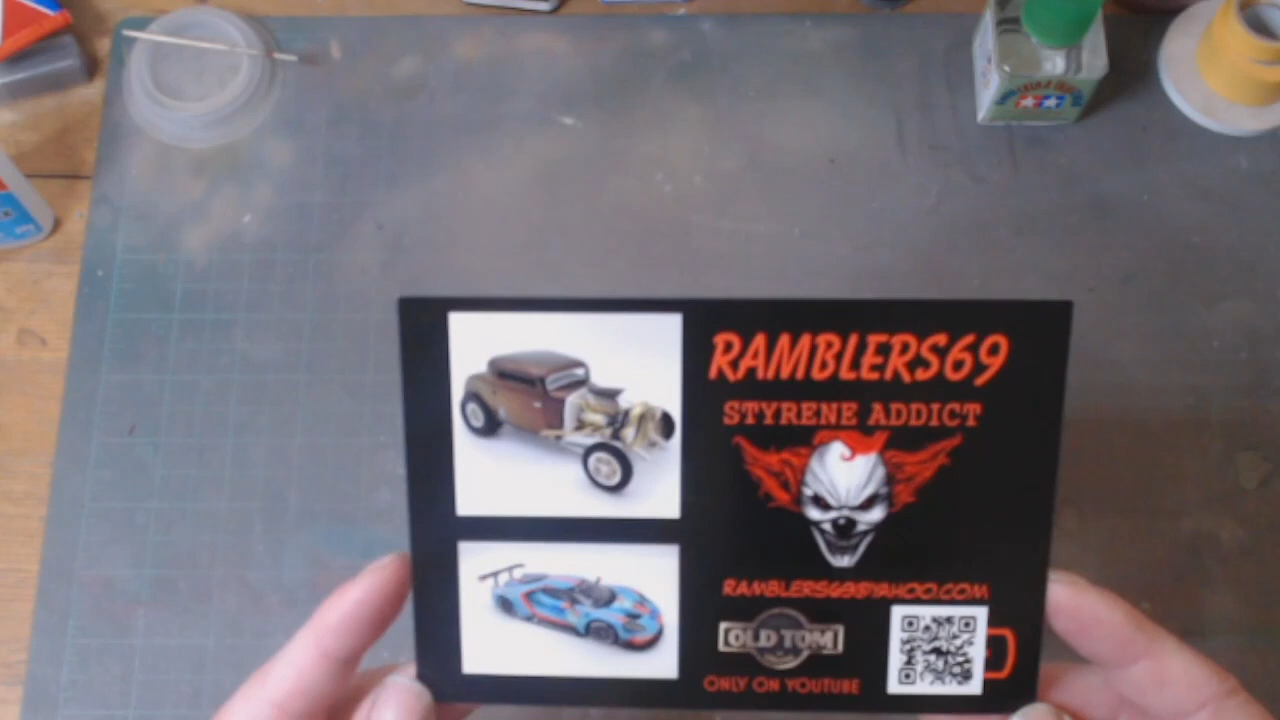 RAMBLERS69
STYRENE ADDICT
RAMBLERS69@YAHOO.COM
OLD TOM
ONLY ON YOUTUBE